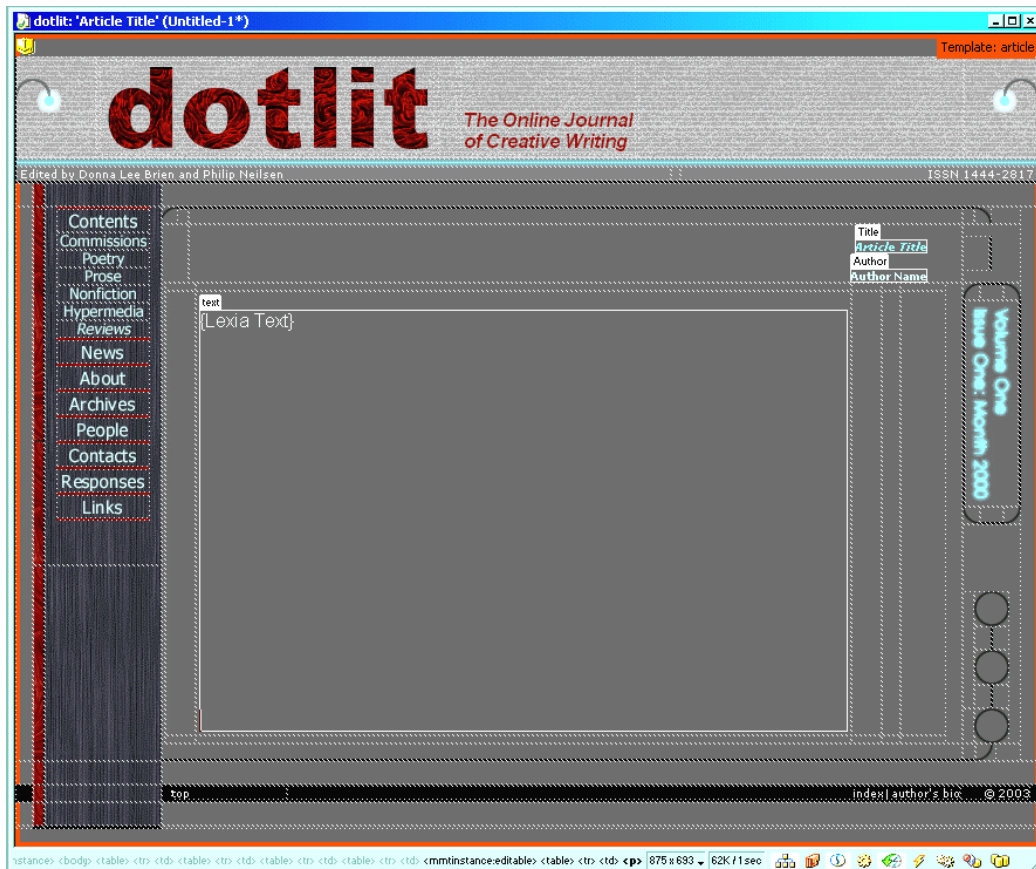 dotlit: 'Article Title' (Untitled-1*)
Template: article
dotlit
The Online Journal
of Creative Writing
Edited by Donna Lee Brien and Philip Neilsen
ISSN 1444-2817
Contents
Commissions
Poetry
Prose
Nonfiction
Hypermedia
Reviews
News
About
Archives
People
Contacts
Responses
Links
Title
Article Title
Author
Author Name
text
{Lexia Text}
Volume One
Issue One: Month 2000
top
index | author's bio
© 2003
<body> <table> <tr> <td> <table> <tr> <td> <table> <tr> <td> <table> <tr> <td> <mmtinstance:editable> <table> <tr> <td> <p> 875 x 693 62K / 1 sec